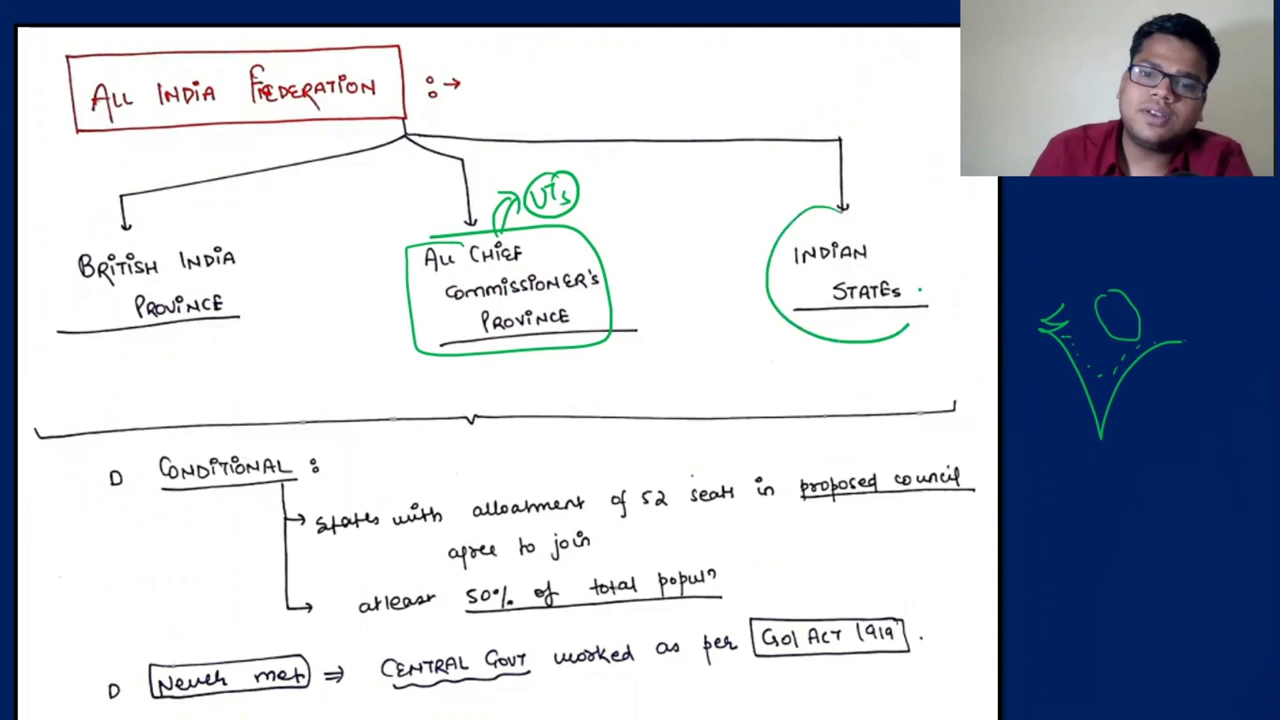 ALL INDIA FEDERATION :→
UTs
BRITISH INDIA
PROVINCE
ALL CHIEF
COMMISSIONER'S
PROVINCE
INDIAN
STATES
CONDITIONAL :
→ States with alloatment of 52 seats in proposed council
agree to join
→ atleast 50% of total populⁿ
Never met ⇒ CENTRAL GOVT worked as per GOI ACT 1919.